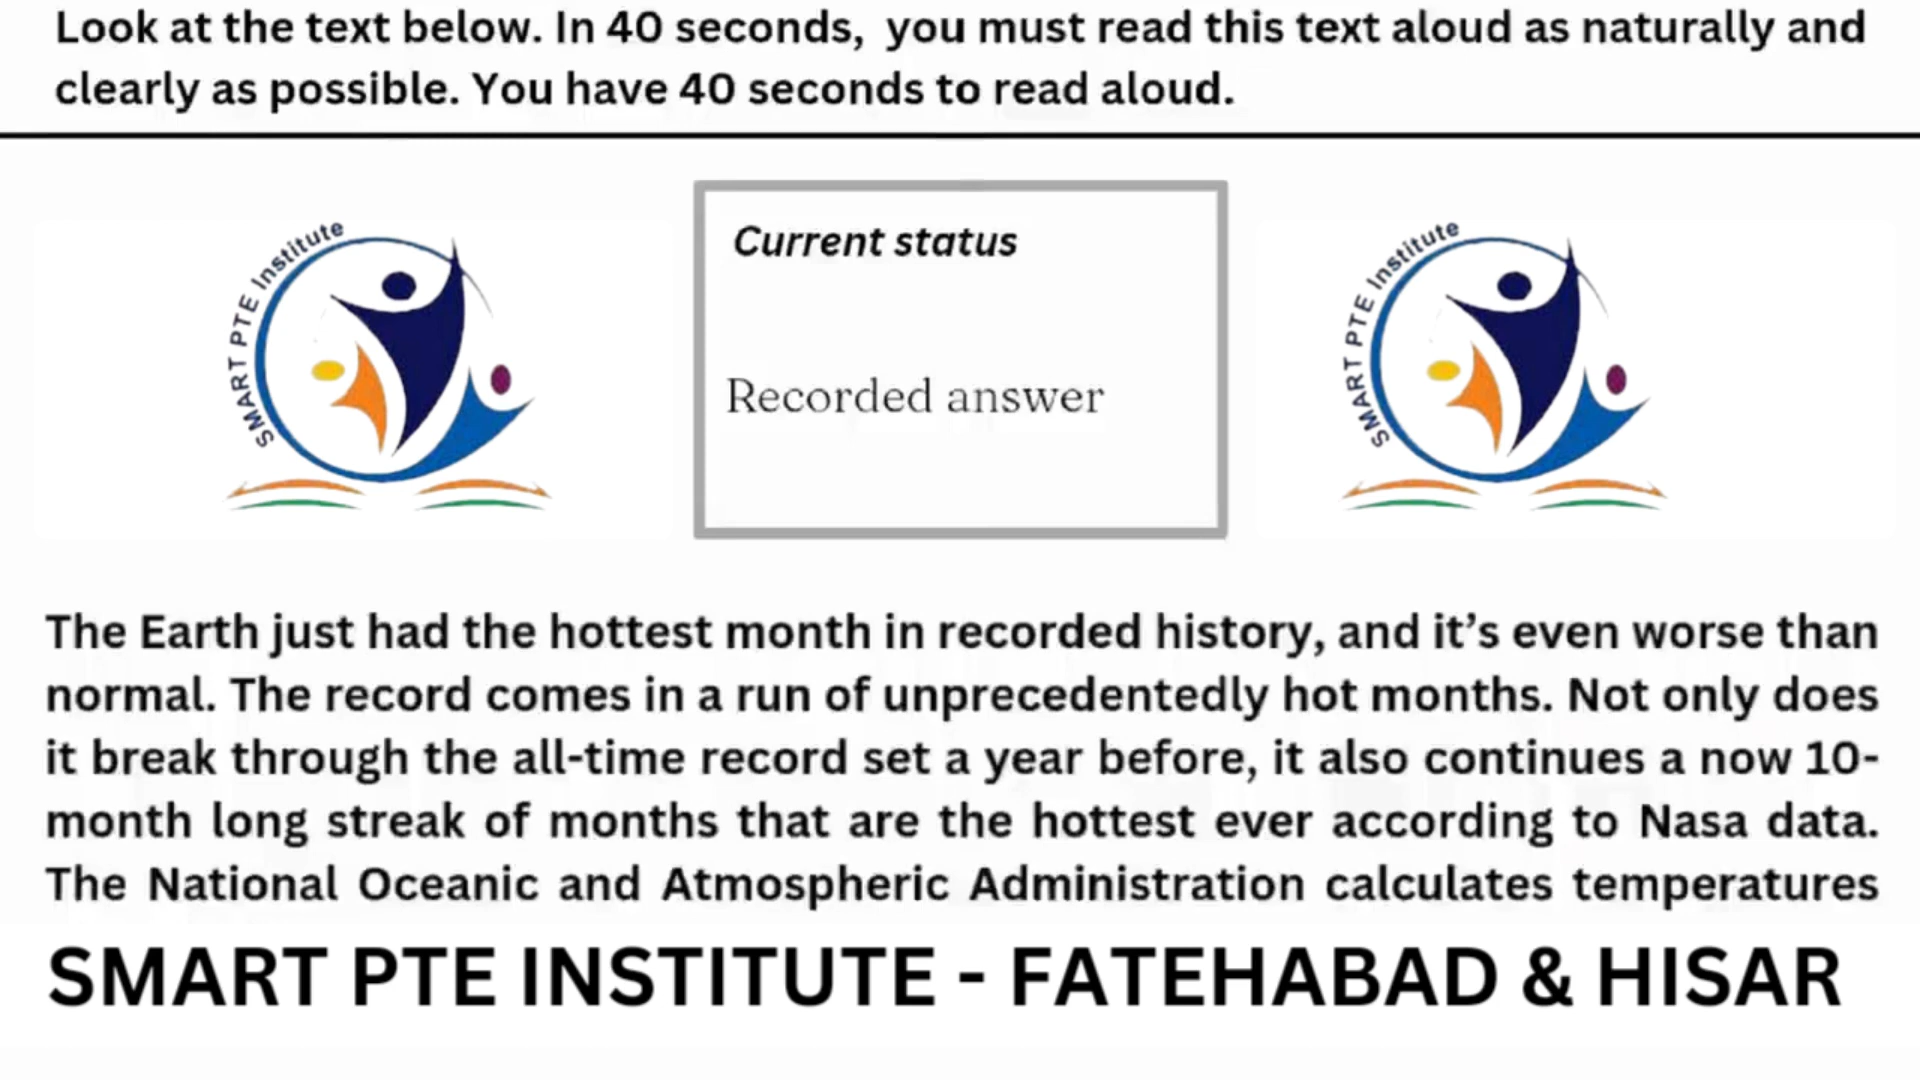 Look at the text below. In 40 seconds, you must read this text aloud as naturally and
clearly as possible. You have 40 seconds to read aloud.
SMART PTE Institute
Current status
Recorded answer
SMART PTE Institute
The Earth just had the hottest month in recorded history, and it’s even worse than
normal. The record comes in a run of unprecedentedly hot months. Not only does
it break through the all-time record set a year before, it also continues a now 10-
month long streak of months that are the hottest ever according to Nasa data.
The National Oceanic and Atmospheric Administration calculates temperatures
SMART PTE INSTITUTE - FATEHABAD & HISAR